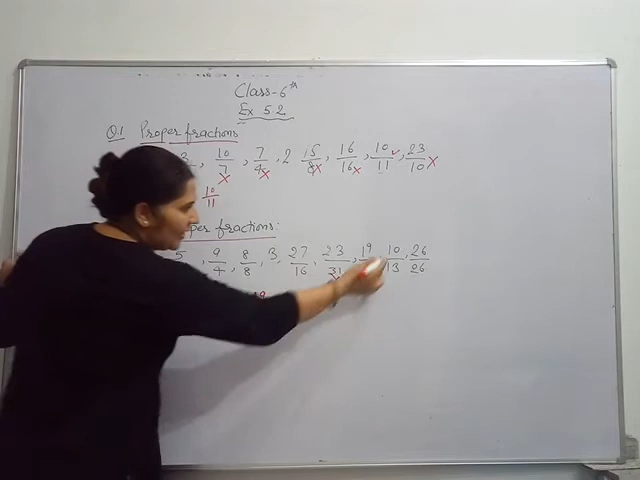 Class-6th
Ex 5.2
Q.1 Proper fractions
3, 10/7, 7/4, 2 15/8, 16/16, 10/11, 23/10
10/11
per fractions:
5, 9/4, 8/8, 3, 27/16, 23/31, 19 10/13, 26/26
19